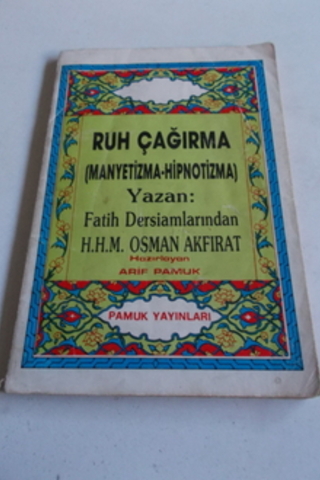 RUH ÇAĞIRMA
(MANYETİZMA-HİPNOTİZMA)
Yazan:
Fatih Dersiamlarından
H.H.M. OSMAN AKFIRAT
Hazırlayan
ARİF PAMUK
PAMUK YAYINLARI